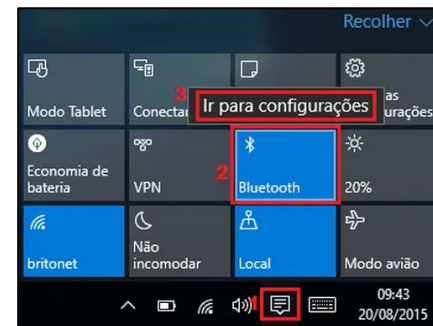 Recolher
Modo Tablet
Conectar
as
urações
3
Ir para configurações
Economia de
bateria
VPN
2
Bluetooth
20%
britonet
Não
incomodar
Local
Modo avião
1
09:43
20/08/2015